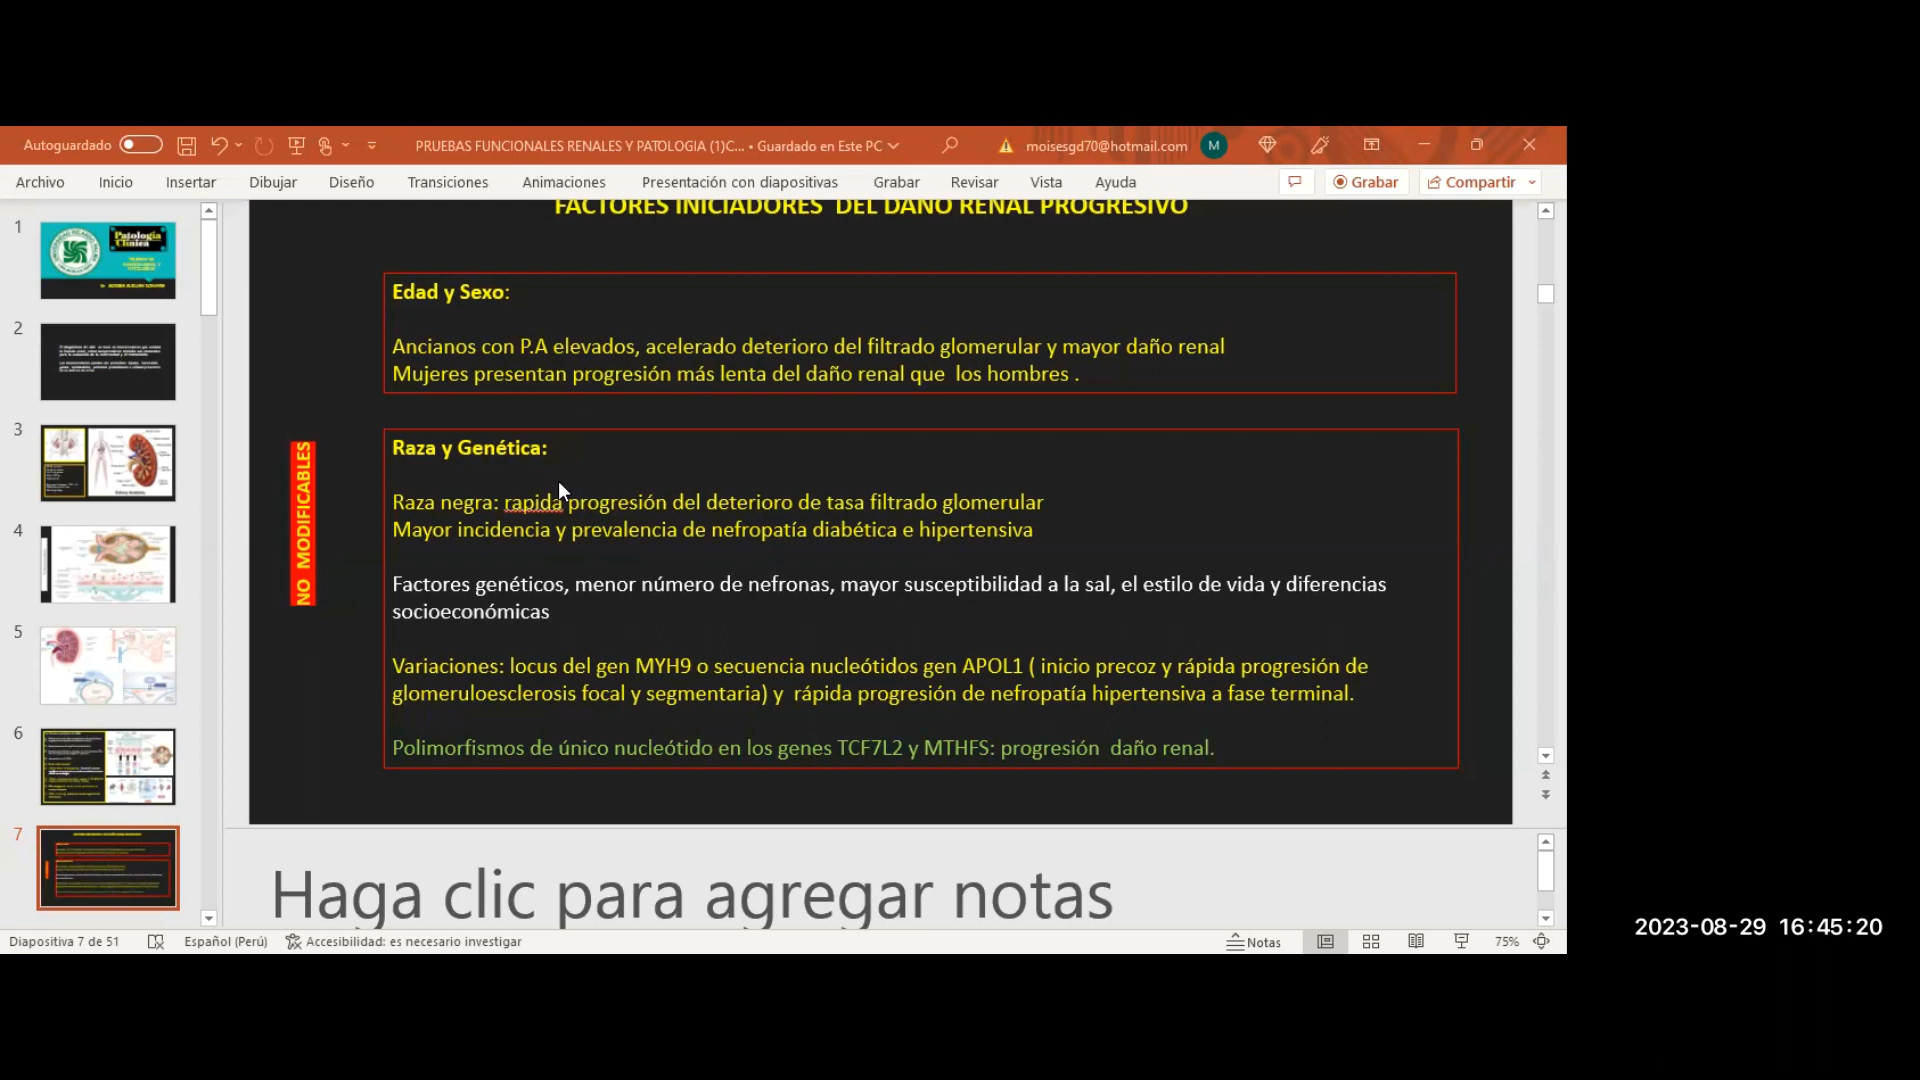 Autoguardado
PRUEBAS FUNCIONALES RENALES Y PATOLOGIA (1)C... • Guardado en Este PC
moisesgd70@hotmail.com
M
Archivo
Inicio
Insertar
Dibujar
Diseño
Transiciones
Animaciones
Presentación con diapositivas
Grabar
Revisar
Vista
Ayuda
Grabar
Compartir
1
Patología
Clínica
2
3
4
5
6
7
FACTORES INICIADORES DEL DAÑO RENAL PROGRESIVO
Edad y Sexo:
Ancianos con P.A elevados, acelerado deterioro del filtrado glomerular y mayor daño renal
Mujeres presentan progresión más lenta del daño renal que los hombres .
NO MODIFICABLES
Raza y Genética:
Raza negra: rapida progresión del deterioro de tasa filtrado glomerular
Mayor incidencia y prevalencia de nefropatía diabética e hipertensiva
Factores genéticos, menor número de nefronas, mayor susceptibilidad a la sal, el estilo de vida y diferencias
socioeconómicas
Variaciones: locus del gen MYH9 o secuencia nucleótidos gen APOL1 ( inicio precoz y rápida progresión de
glomeruloesclerosis focal y segmentaria) y rápida progresión de nefropatía hipertensiva a fase terminal.
Polimorfismos de único nucleótido en los genes TCF7L2 y MTHFS: progresión daño renal.
Haga clic para agregar notas
Diapositiva 7 de 51
Español (Perú)
Accesibilidad: es necesario investigar
Notas
75%
2023-08-29 16:45:20